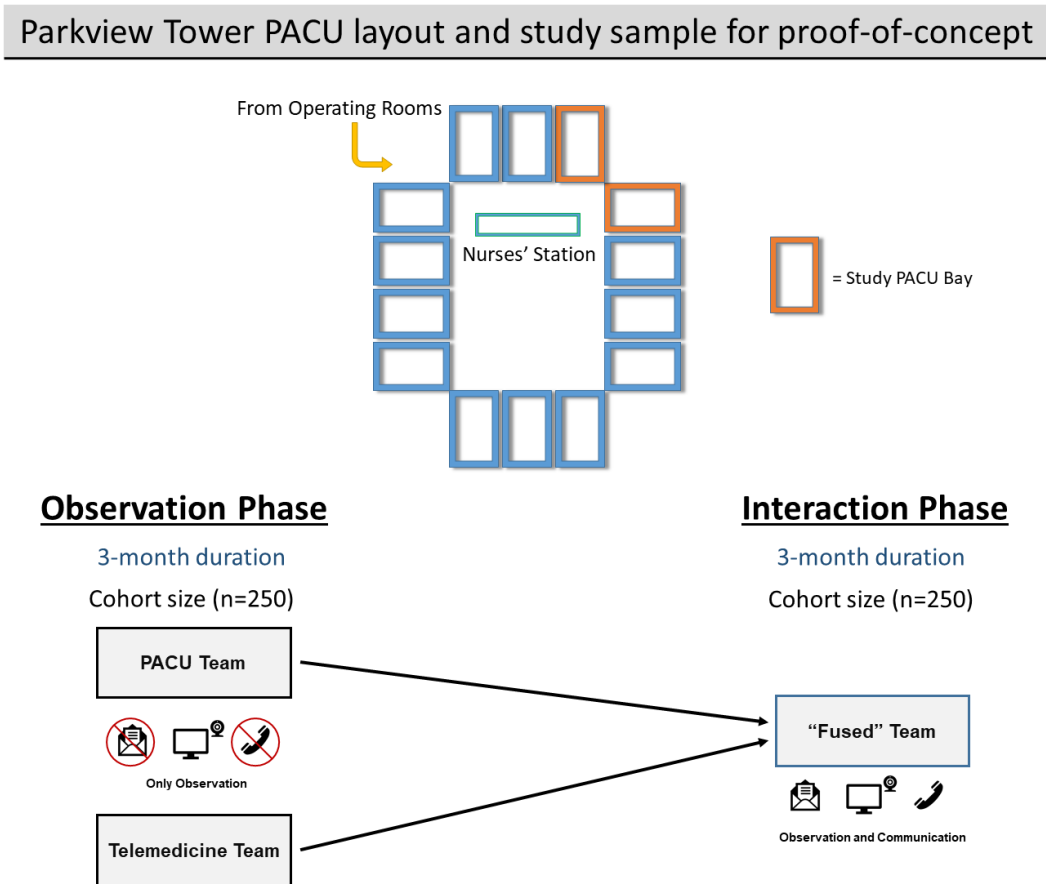 Parkview Tower PACU layout and study sample for proof-of-concept
From Operating Rooms
Nurses’ Station
= Study PACU Bay
Observation Phase
3-month duration
Cohort size (n=250)
PACU Team
Only Observation
Telemedicine Team
Interaction Phase
3-month duration
Cohort size (n=250)
“Fused” Team
Observation and Communication